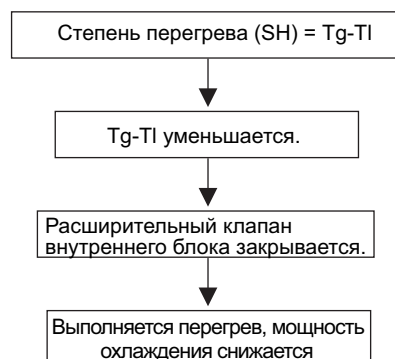 Степень перегрева (SH) = Tg-Tl
Tg-Tl уменьшается.
Расширительный клапан
внутреннего блока закрывается.
Выполняется перегрев, мощность
охлаждения снижается